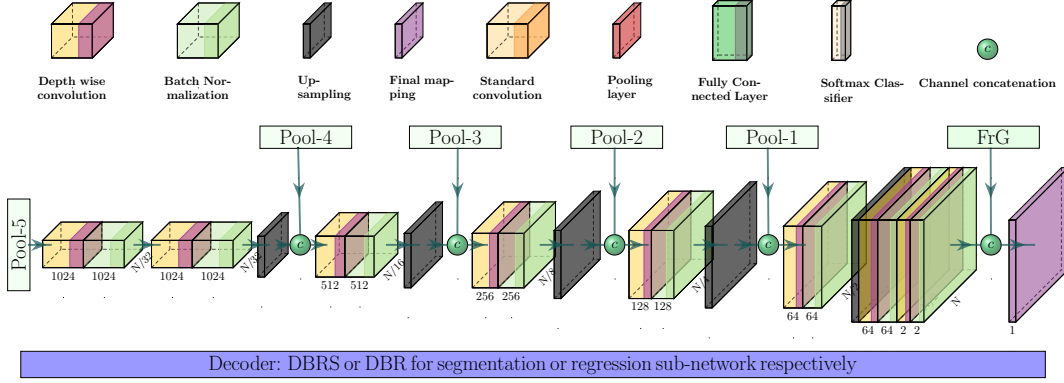 Depth wise
convolution
Batch Nor-
malization
Up-
sampling
Final map-
ping
Standard
convolution
Pooling
layer
Fully Con-
nected Layer
Softmax Clas-
sifier
c
Channel concatenation
Pool-4
Pool-3
Pool-2
Pool-1
FrG
Pool-5
c
c
c
c
c
1024
1024
N/32
1024
1024
N/32
512
512
N/16
256
256
N/8
128
128
N/4
64
64
N/2
64
64
2
2
N
1
Decoder: DBRS or DBR for segmentation or regression sub-network respectively